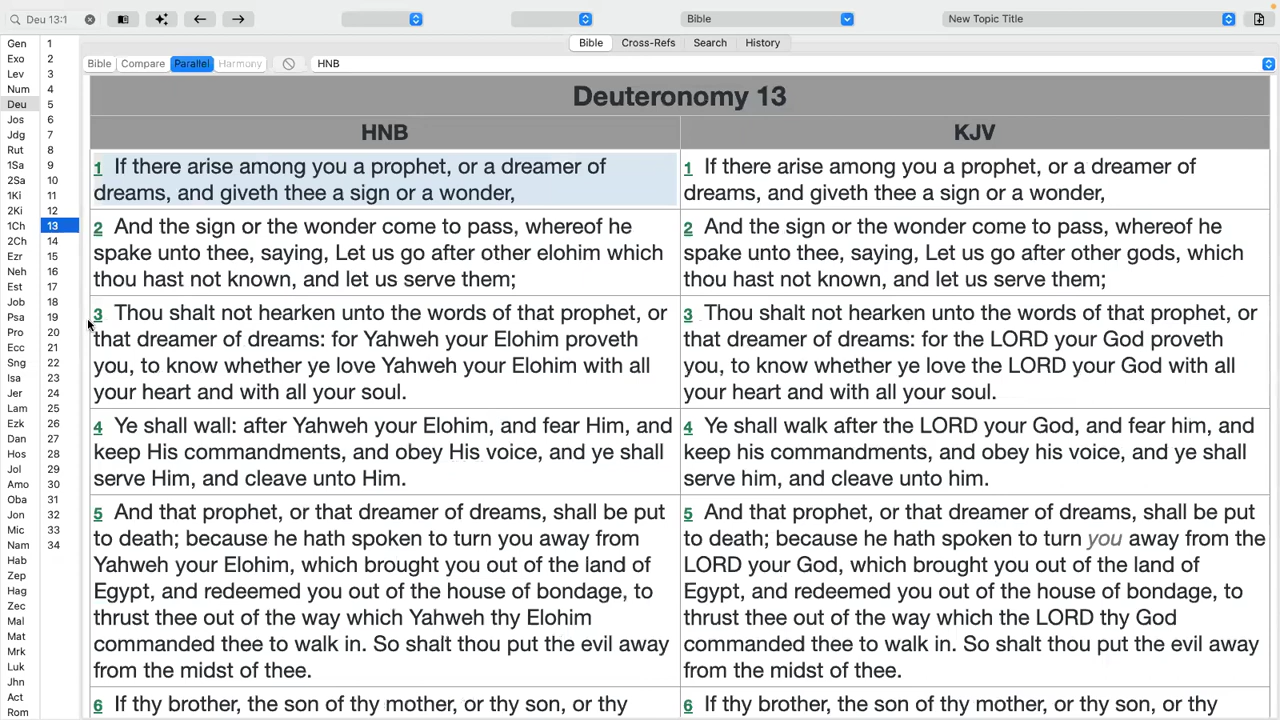 Deu 13:1
Bible
New Topic Title
Bible Cross-Refs Search History
Bible Compare Parallel Harmony HNB
Gen 1
Exo 2
Lev 3
Num 4
Deu 5
Jos 6
Jdg 7
Rut 8
1Sa 9
2Sa 10
1Ki 11
2Ki 12
1Ch 13
2Ch 14
Ezr 15
Neh 16
Est 17
Job 18
Psa 19
Pro 20
Ecc 21
Sng 22
Isa 23
Jer 24
Lam 25
Ezk 26
Dan 27
Hos 28
Jol 29
Amo 30
Oba 31
Jon 32
Mic 33
Nam 34
Hab
Zep
Hag
Zec
Mal
Mat
Mrk
Luk
Jhn
Act
Rom
Deuteronomy 13
HNB
1 If there arise among you a prophet, or a dreamer of
dreams, and giveth thee a sign or a wonder,
2 And the sign or the wonder come to pass, whereof he
spake unto thee, saying, Let us go after other elohim which
thou hast not known, and let us serve them;
3 Thou shalt not hearken unto the words of that prophet, or
that dreamer of dreams: for Yahweh your Elohim proveth
you, to know whether ye love Yahweh your Elohim with all
your heart and with all your soul.
4 Ye shall wall: after Yahweh your Elohim, and fear Him, and
keep His commandments, and obey His voice, and ye shall
serve Him, and cleave unto Him.
5 And that prophet, or that dreamer of dreams, shall be put
to death; because he hath spoken to turn you away from
Yahweh your Elohim, which brought you out of the land of
Egypt, and redeemed you out of the house of bondage, to
thrust thee out of the way which Yahweh thy Elohim
commanded thee to walk in. So shalt thou put the evil away
from the midst of thee.
6 If thy brother, the son of thy mother, or thy son, or thy
KJV
1 If there arise among you a prophet, or a dreamer of
dreams, and giveth thee a sign or a wonder,
2 And the sign or the wonder come to pass, whereof he
spake unto thee, saying, Let us go after other gods, which
thou hast not known, and let us serve them;
3 Thou shalt not hearken unto the words of that prophet, or
that dreamer of dreams: for the LORD your God proveth
you, to know whether ye love the LORD your God with all
your heart and with all your soul.
4 Ye shall walk after the LORD your God, and fear him, and
keep his commandments, and obey his voice, and ye shall
serve him, and cleave unto him.
5 And that prophet, or that dreamer of dreams, shall be put
to death; because he hath spoken to turn you away from the
LORD your God, which brought you out of the land of
Egypt, and redeemed you out of the house of bondage, to
thrust thee out of the way which the LORD thy God
commanded thee to walk in. So shalt thou put the evil away
from the midst of thee.
6 If thy brother, the son of thy mother, or thy son, or thy